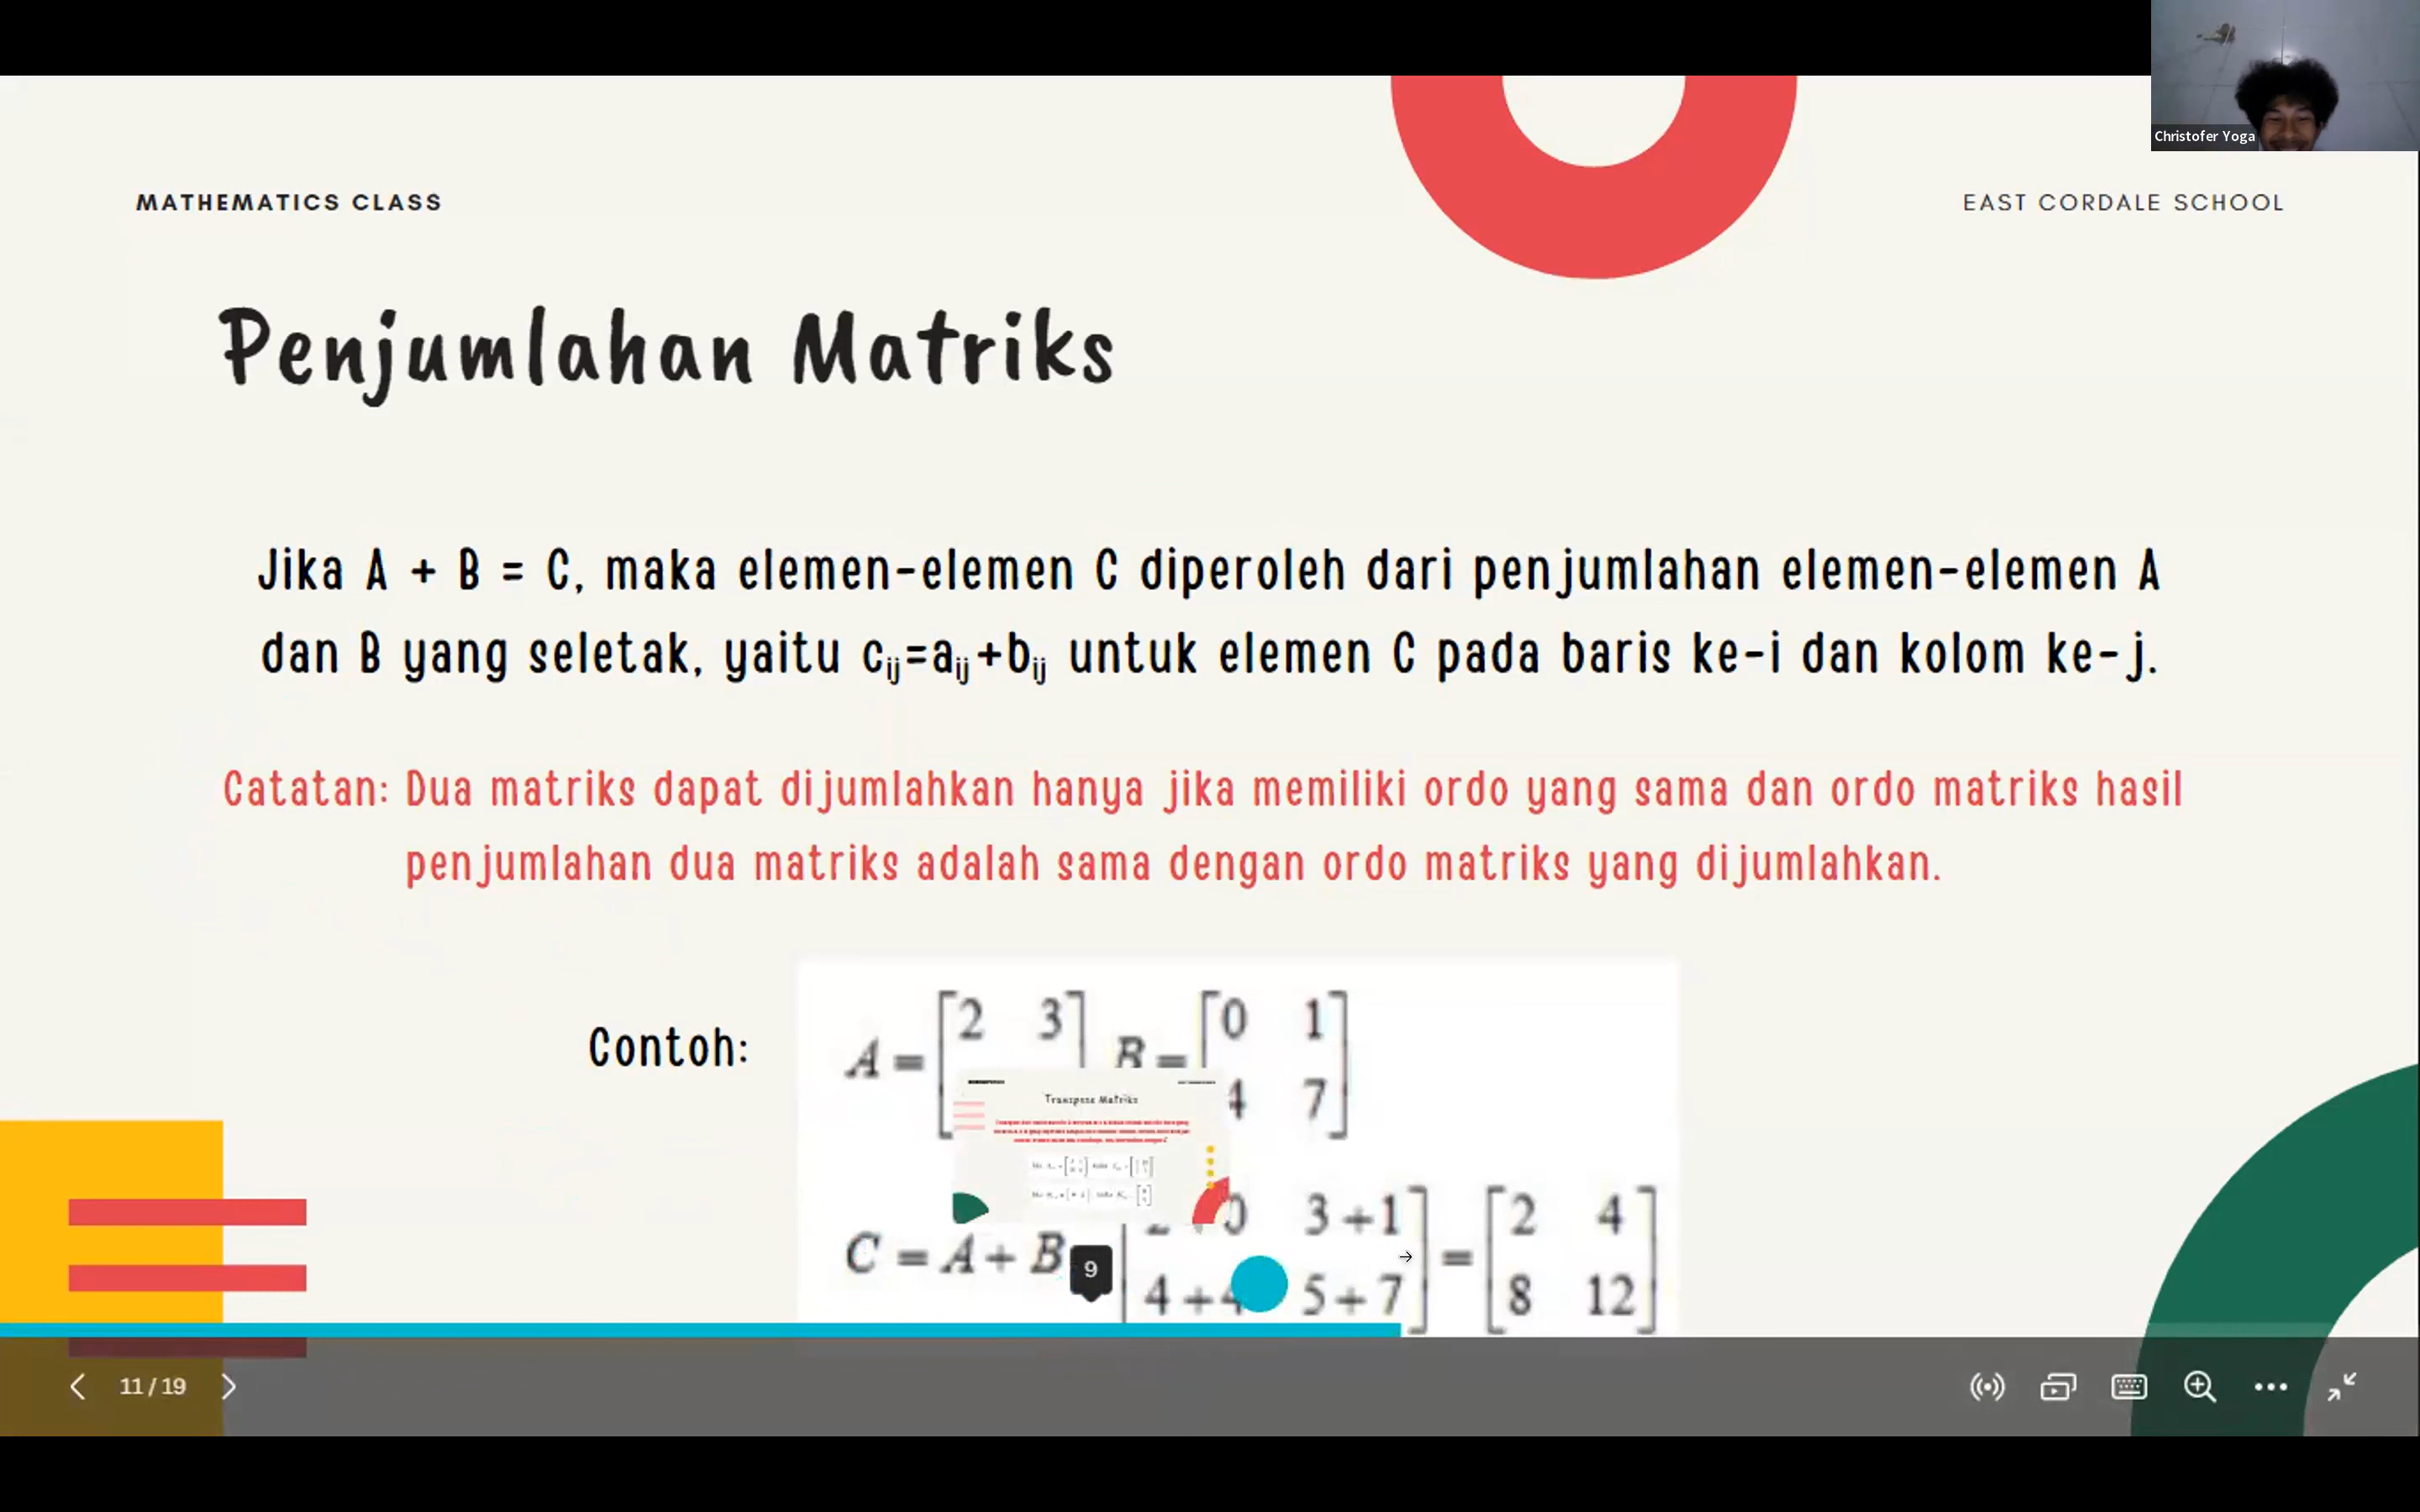 Christofer Yoga
MATHEMATICS CLASS
EAST CORDALE SCHOOL
Penjumlahan Matriks
Jika A + B = C, maka elemen-elemen C diperoleh dari penjumlahan elemen-elemen A
dan B yang seletak, yaitu cij=aij+bij untuk elemen C pada baris ke-i dan kolom ke-j.
Catatan: Dua matriks dapat dijumlahkan hanya jika memiliki ordo yang sama dan ordo matriks hasil
penjumlahan dua matriks adalah sama dengan ordo matriks yang dijumlahkan.
Contoh:
A = [2 3] B = [0 1]
4 7]
Transpose Matriks
C = A + B 0 3+1] = [2 4]
4+4 5+7] [8 12]
9
11 / 19